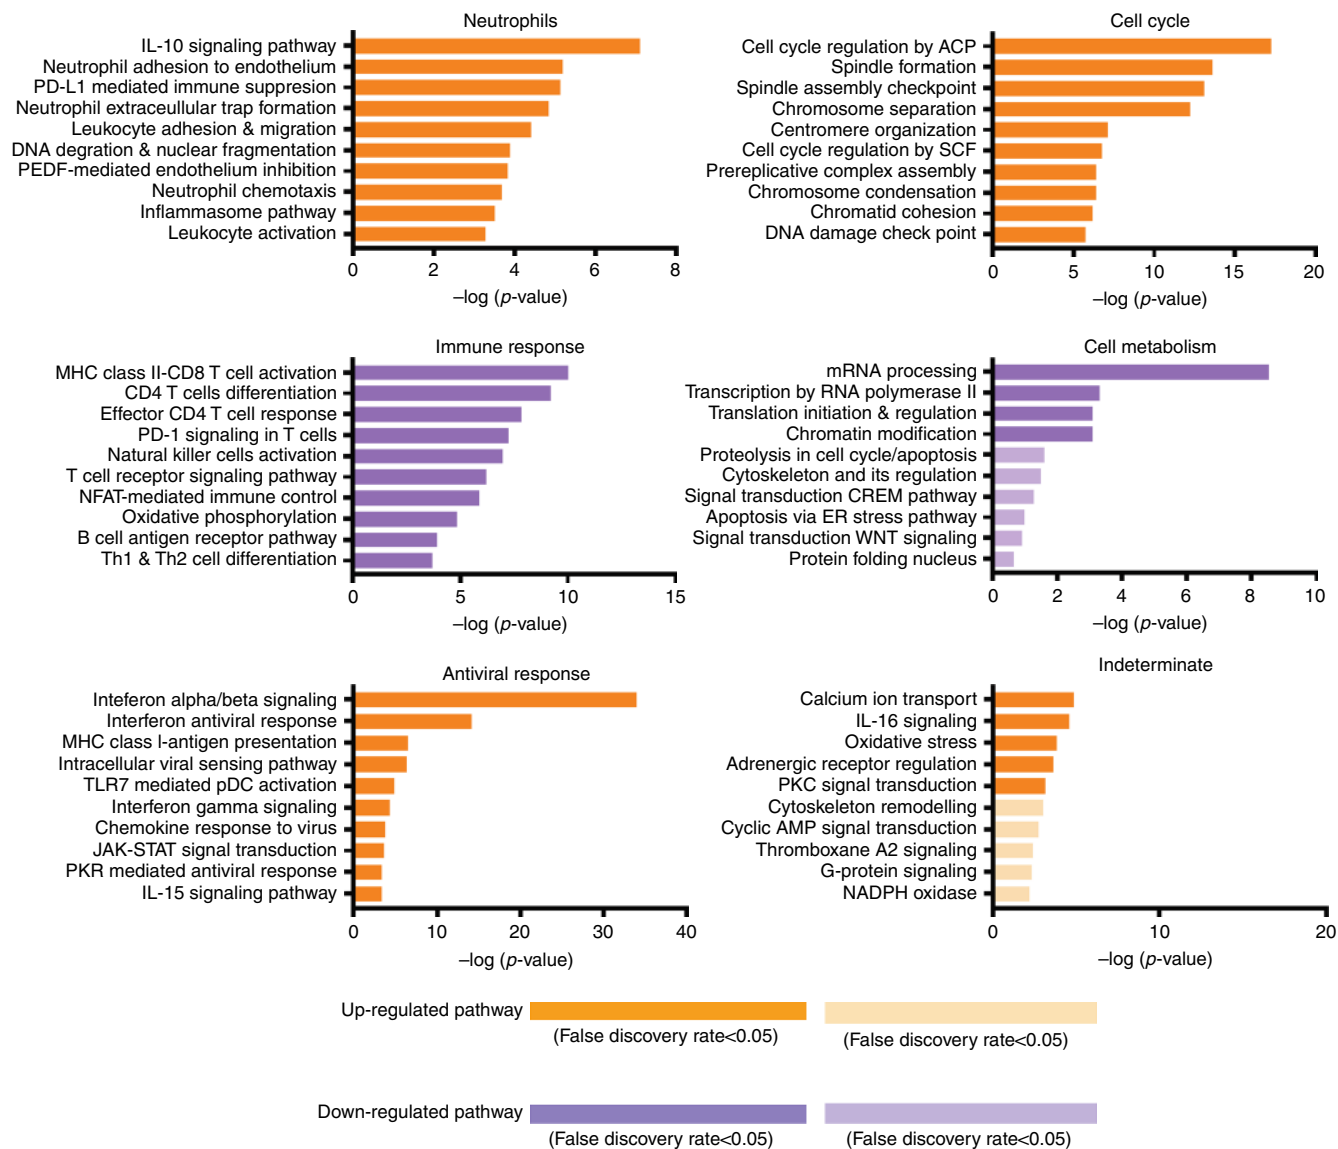 Neutrophils
IL-10 signaling pathway
Neutrophil adhesion to endothelium
PD-L1 mediated immune suppresion
Neutrophil extraceullular trap formation
Leukocyte adhesion & migration
DNA degration & nuclear fragmentation
PEDF-mediated endothelium inhibition
Neutrophil chemotaxis
Inflammasome pathway
Leukocyte activation
0 2 4 6 8
–log (p-value)
Cell cycle
Cell cycle regulation by ACP
Spindle formation
Spindle assembly checkpoint
Chromosome separation
Centromere organization
Cell cycle regulation by SCF
Prereplicative complex assembly
Chromosome condensation
Chromatid cohesion
DNA damage check point
0 5 10 15 20
–log (p-value)
Immune response
MHC class II-CD8 T cell activation
CD4 T cells differentiation
Effector CD4 T cell response
PD-1 signaling in T cells
Natural killer cells activation
T cell receptor signaling pathway
NFAT-mediated immune control
Oxidative phosphorylation
B cell antigen receptor pathway
Th1 & Th2 cell differentiation
0 5 10 15
–log (p-value)
Cell metabolism
mRNA processing
Transcription by RNA polymerase II
Translation initiation & regulation
Chromatin modification
Proteolysis in cell cycle/apoptosis
Cytoskeleton and its regulation
Signal transduction CREM pathway
Apoptosis via ER stress pathway
Signal transduction WNT signaling
Protein folding nucleus
0 2 4 6 8 10
–log (p-value)
Antiviral response
Inteferon alpha/beta signaling
Interferon antiviral response
MHC class I-antigen presentation
Intracellular viral sensing pathway
TLR7 mediated pDC activation
Interferon gamma signaling
Chemokine response to virus
JAK-STAT signal transduction
PKR mediated antiviral response
IL-15 signaling pathway
0 10 20 30 40
–log (p-value)
Indeterminate
Calcium ion transport
IL-16 signaling
Oxidative stress
Adrenergic receptor regulation
PKC signal transduction
Cytoskeleton remodelling
Cyclic AMP signal transduction
Thromboxane A2 signaling
G-protein signaling
NADPH oxidase
0 10 20
–log (p-value)
Up-regulated pathway
(False discovery rate<0.05) (False discovery rate<0.05)
Down-regulated pathway
(False discovery rate<0.05) (False discovery rate<0.05)